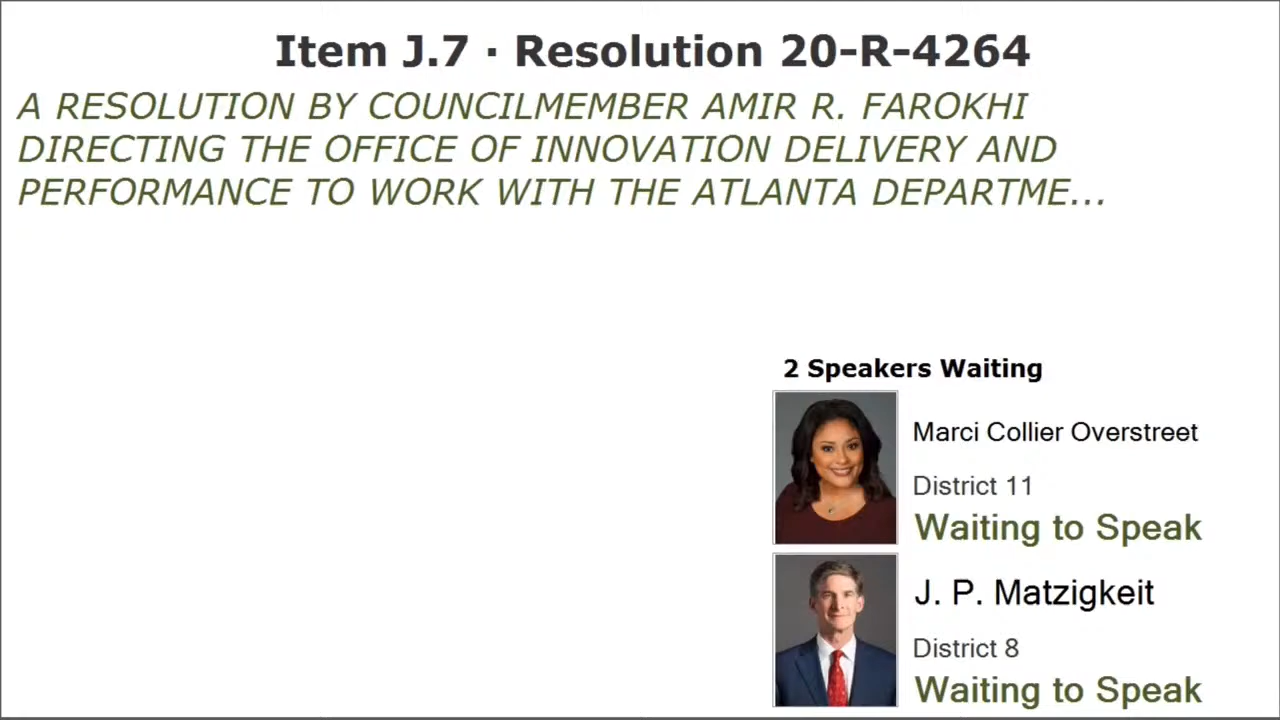 Item J.7 · Resolution 20-R-4264
A RESOLUTION BY COUNCILMEMBER AMIR R. FAROKHI
DIRECTING THE OFFICE OF INNOVATION DELIVERY AND
PERFORMANCE TO WORK WITH THE ATLANTA DEPARTME...
2 Speakers Waiting
Marci Collier Overstreet
District 11
Waiting to Speak
J. P. Matzigkeit
District 8
Waiting to Speak